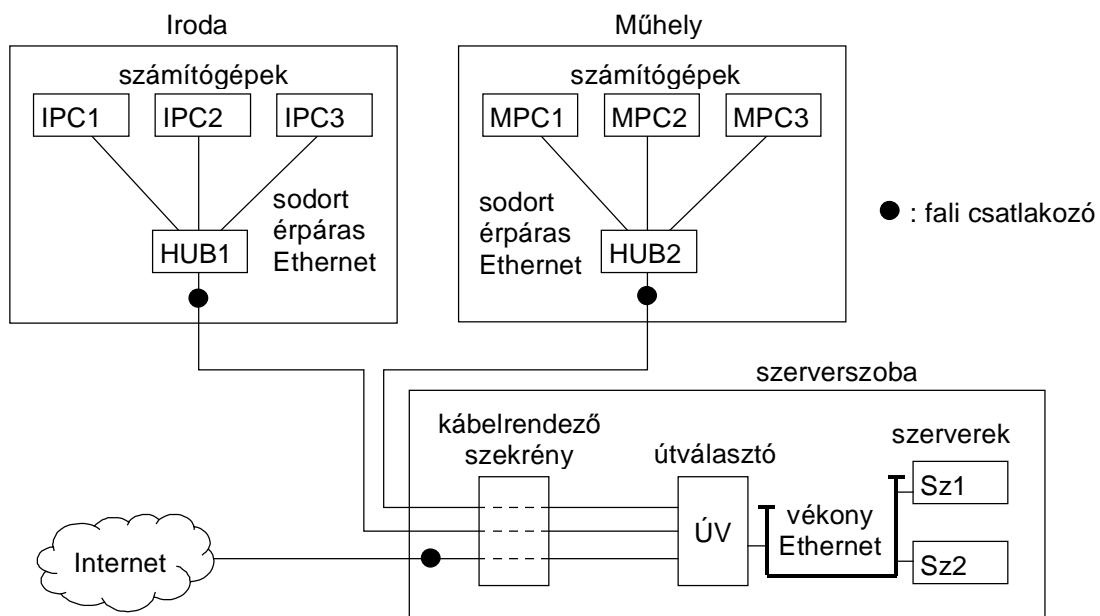 Iroda
számítógépek
IPC1 IPC2 IPC3
sodort
érpáras
Ethernet
HUB1
Műhely
számítógépek
MPC1 MPC2 MPC3
sodort
érpáras
Ethernet
HUB2
: fali csatlakozó
szerverszoba
kábelrendező
szekrény
útválasztó
szerverek
ÚV
vékony
Ethernet
Sz1
Sz2
Internet